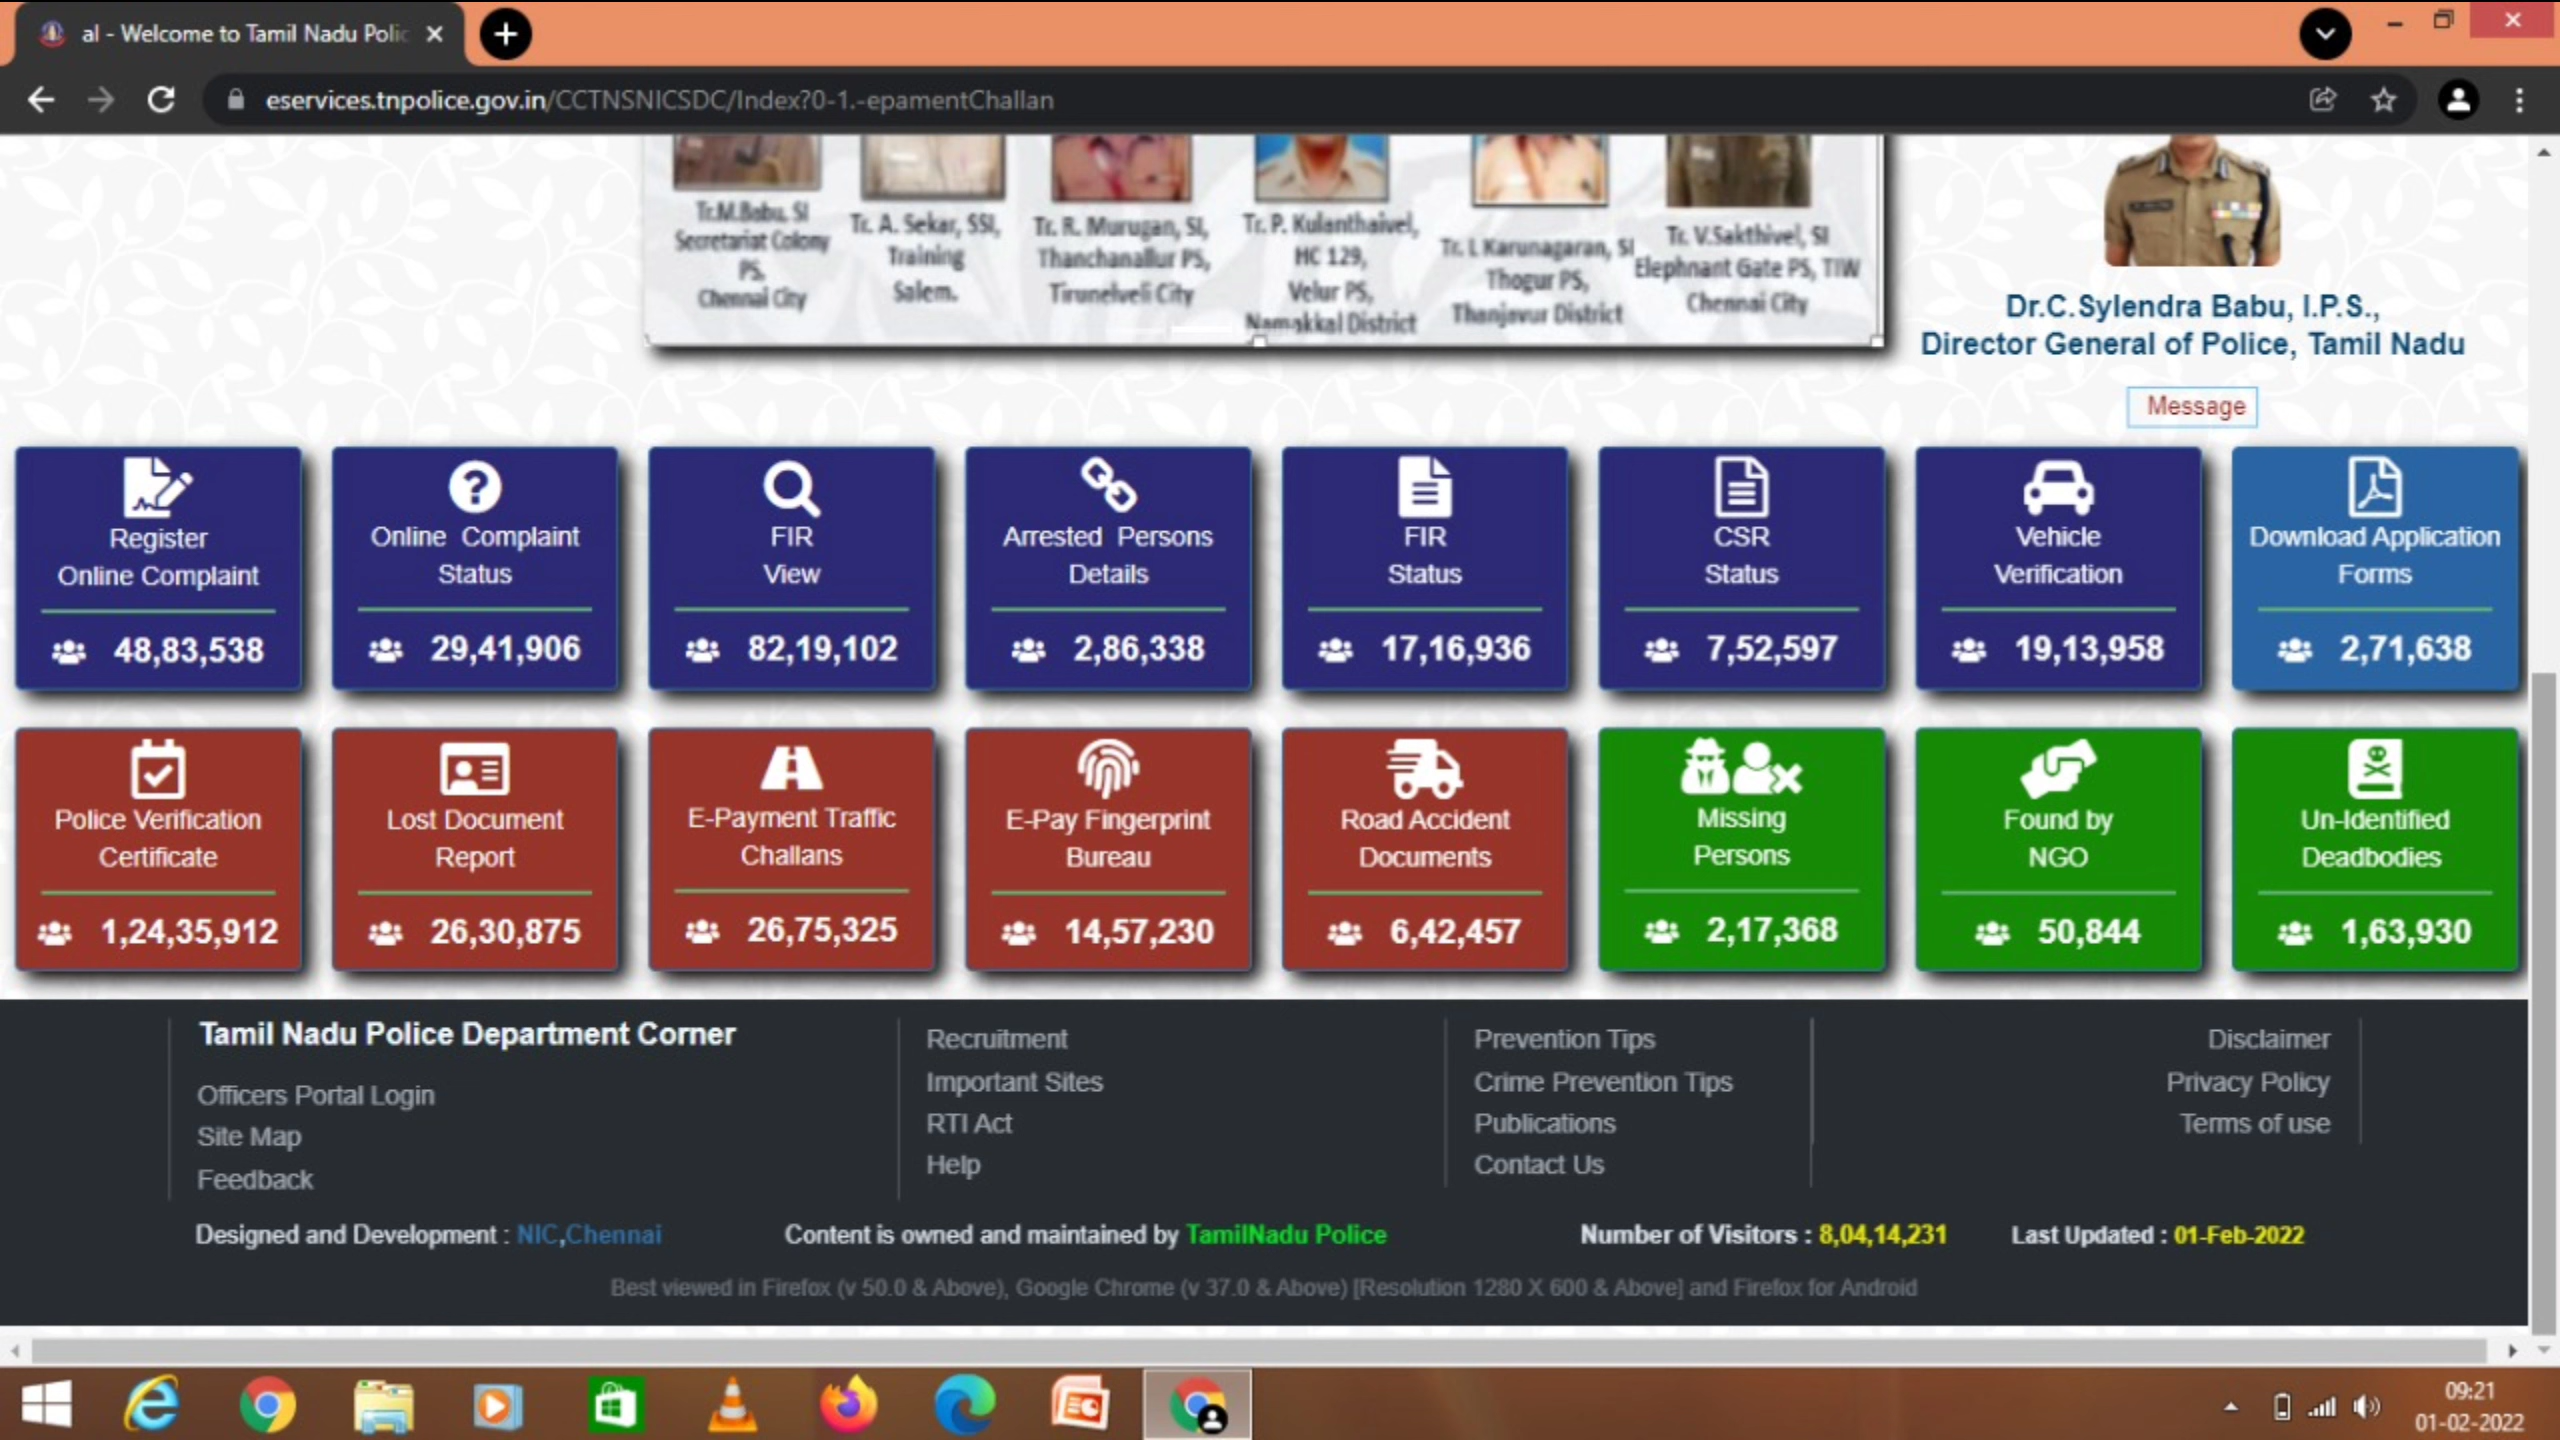 al - Welcome to Tamil Nadu Polic
eservices.tnpolice.gov.in/CCTNSNICSDC/Index?0-1.-epamentChallan
Tr.M.Babu, SI
Secretariat Colony
PS,
Chennai City
Tr. A. Sekar, SSI,
Training
Salem.
Tr. R. Murugan, SI,
Thanchanallur PS,
Tirunelveli City
Tr. P. Kulanthaivel,
HC 129,
Velur PS,
Namakkal District
Tr. I. Karunagaran, SI
Thogur PS,
Thanjavur District
Tr. V.Sakthivel, SI
Elephnant Gate PS, TIW
Chennai City
Dr.C.Sylendra Babu, I.P.S.,
Director General of Police, Tamil Nadu
Message
Register
Online Complaint
48,83,538
Online Complaint
Status
29,41,906
FIR
View
82,19,102
Arrested Persons
Details
2,86,338
FIR
Status
17,16,936
CSR
Status
7,52,597
Vehicle
Verification
19,13,958
Download Application
Forms
2,71,638
Police Verification
Certificate
1,24,35,912
Lost Document
Report
26,30,875
E-Payment Traffic
Challans
26,75,325
E-Pay Fingerprint
Bureau
14,57,230
Road Accident
Documents
6,42,457
Missing
Persons
2,17,368
Found by
NGO
50,844
Un-Identified
Deadbodies
1,63,930
Tamil Nadu Police Department Corner
Officers Portal Login
Site Map
Feedback
Recruitment
Important Sites
RTI Act
Help
Prevention Tips
Crime Prevention Tips
Publications
Contact Us
Disclaimer
Privacy Policy
Terms of use
Designed and Development : NIC,Chennai
Content is owned and maintained by TamilNadu Police
Number of Visitors : 8,04,14,231
Last Updated : 01-Feb-2022
Best viewed in Firefox (v 50.0 & Above), Google Chrome (v 37.0 & Above) [Resolution 1280 X 600 & Above] and Firefox for Android
09:21
01-02-2022